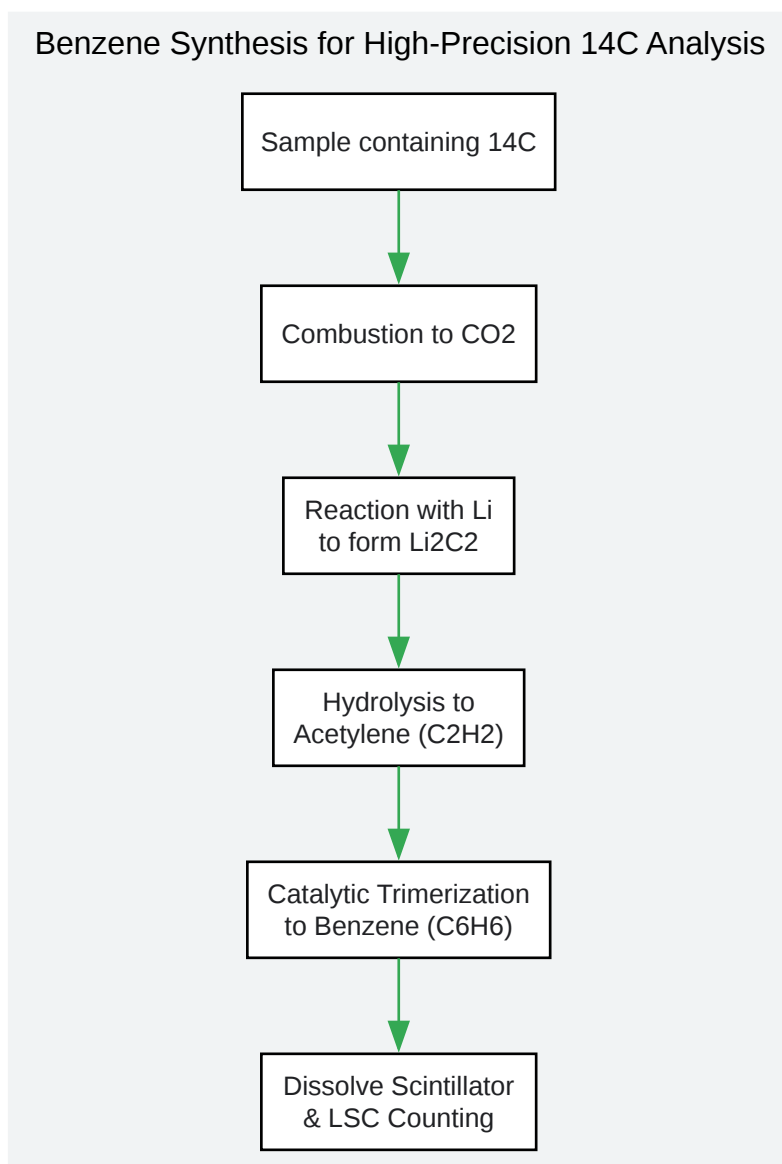 Benzene Synthesis for High-Precision 14C Analysis
Sample containing 14C
Combustion to CO2
Reaction with Li
to form Li2C2
Hydrolysis to
Acetylene (C2H2)
Catalytic Trimerization
to Benzene (C6H6)
Dissolve Scintillator
& LSC Counting